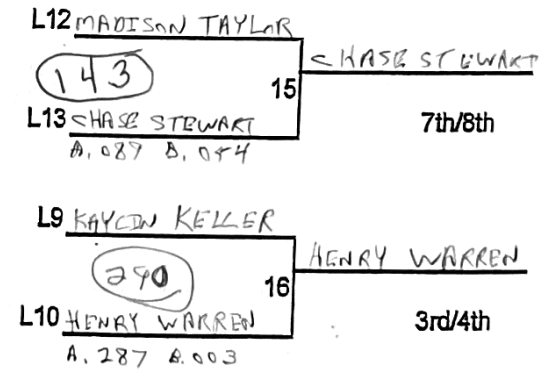 L12 MADISON TAYLOR
143
15
CHASE STEWART
L13 CHASE STEWART
7th/8th
A. 087 B. 054
L9 KAYCIN KELLER
290
16
HENRY WARREN
L10 HENRY WARREN
3rd/4th
A. 287 B. 003